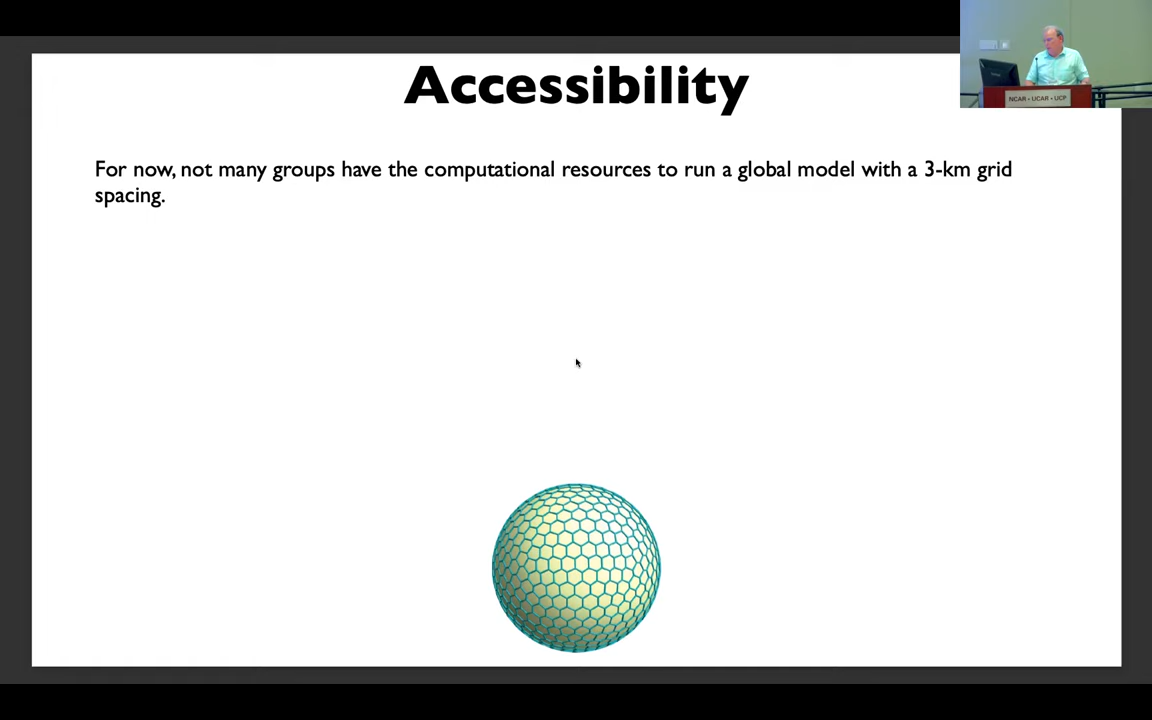 Accessibility
For now, not many groups have the computational resources to run a global model with a 3-km grid
spacing.
NCAR • UCAR • UCP